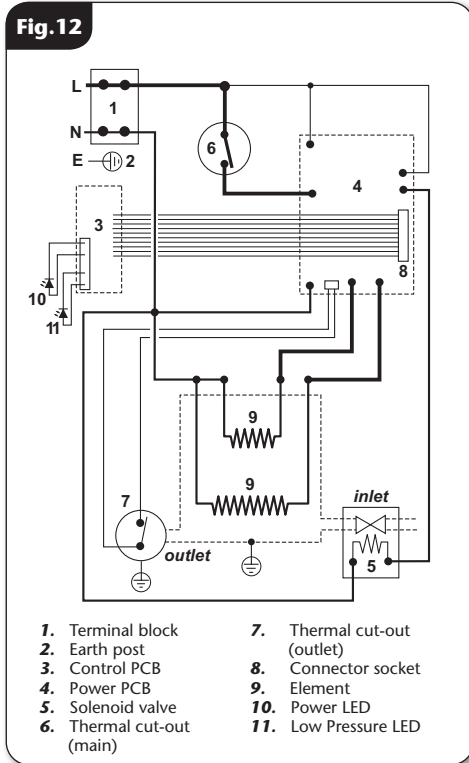 Fig.12
L
1
N
E
2
6
4
3
8
10
11
9
9
7
inlet
outlet
5
1. Terminal block
2. Earth post
3. Control PCB
4. Power PCB
5. Solenoid valve
6. Thermal cut-out
(main)
7. Thermal cut-out
(outlet)
8. Connector socket
9. Element
10. Power LED
11. Low Pressure LED